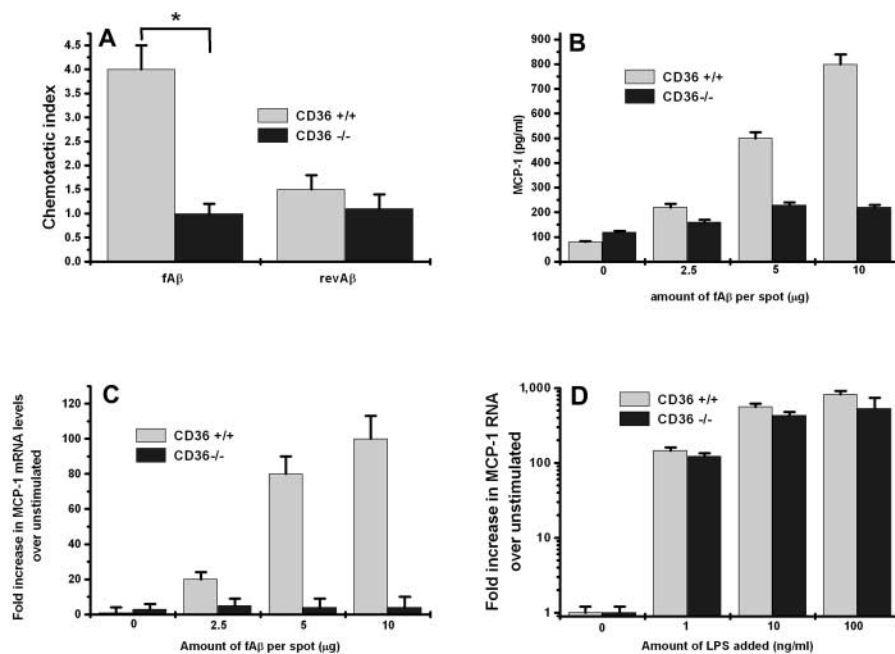 A
*
4.5
4.0
3.5
3.0
2.5
2.0
1.5
1.0
0.5
0.0
Chemotactic index
CD36 +/+
CD36 -/-
fAβ
revAβ
B
900
800
700
600
500
400
300
200
100
0
MCP-1 (pg/ml)
CD36 +/+
CD36-/-
0
2.5
5
10
amount of fAβ per spot (μg)
C
120
100
80
60
40
20
0
Fold increase in MCP-1 mRNA levels
over unstimulated
CD36 +/+
CD36-/-
0
2.5
5
10
Amount of fAβ per spot (μg)
D
1,000
100
10
1
Fold increase in MCP-1 RNA
over unstimulated
CD36 +/+
CD36 -/-
0
1
10
100
Amount of LPS added (ng/ml)